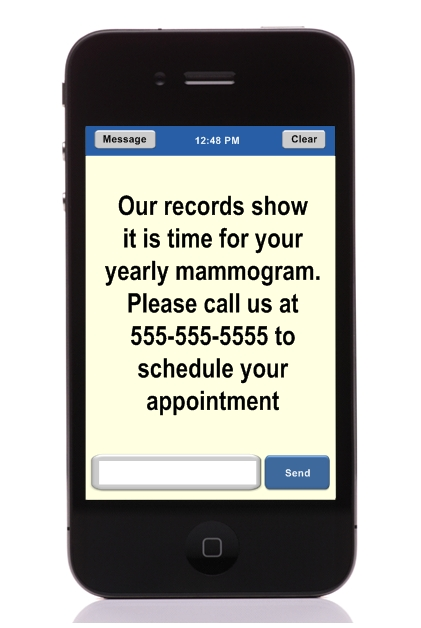 Message 12:48 PM Clear
Our records show
it is time for your
yearly mammogram.
Please call us at
555-555-5555 to
schedule your
appointment
Send